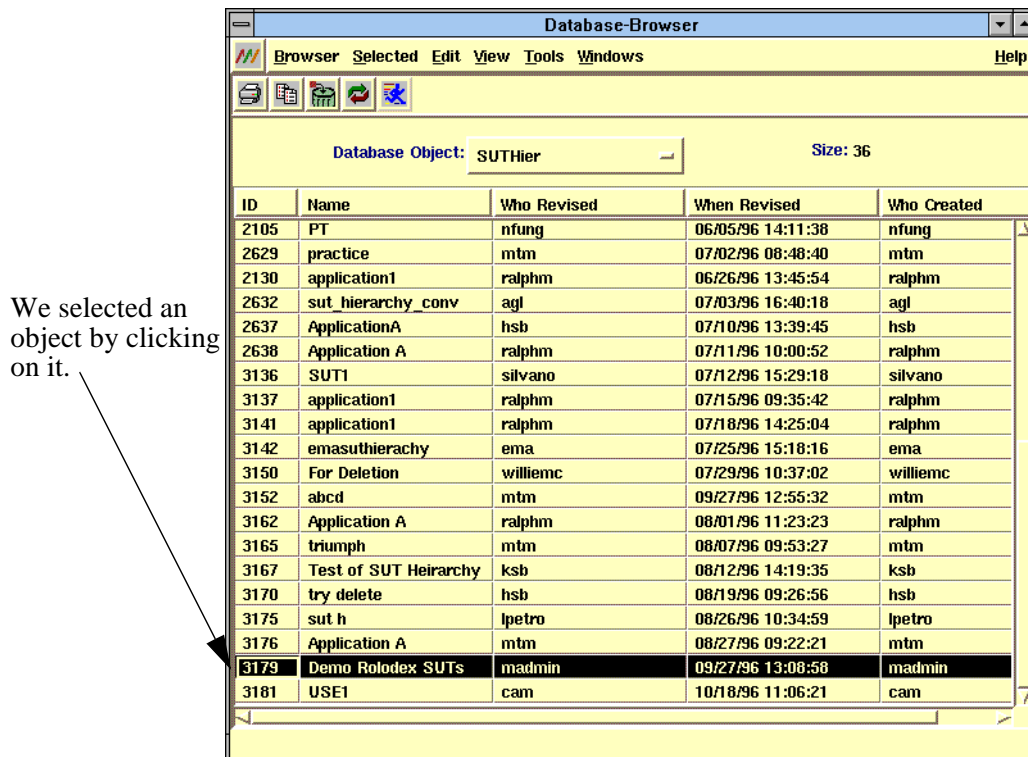 Database-Browser
Browser Selected Edit View Tools Windows Help
Database Object: SUTHier Size: 36
ID Name Who Revised When Revised Who Created
2105 PT nfung 06/05/96 14:11:38 nfung
2629 practice mtm 07/02/96 08:48:40 mtm
2130 application1 ralphm 06/26/96 13:45:54 ralphm
2632 sut_hierarchy_conv agl 07/03/96 16:40:18 agl
2637 ApplicationA hsb 07/10/96 13:39:45 hsb
2638 Application A ralphm 07/11/96 10:00:52 ralphm
3136 SUT1 silvano 07/12/96 15:29:18 silvano
3137 application1 ralphm 07/15/96 09:35:42 ralphm
3141 application1 ralphm 07/18/96 14:25:04 ralphm
3142 emasuthierachy ema 07/25/96 15:18:16 ema
3150 For Deletion williemc 07/29/96 10:37:02 williemc
3152 abcd mtm 09/27/96 12:55:32 mtm
3162 Application A ralphm 08/01/96 11:23:23 ralphm
3165 triumph mtm 08/07/96 09:53:27 mtm
3167 Test of SUT Heirarchy ksb 08/12/96 14:19:35 ksb
3170 try delete hsb 08/19/96 09:26:56 hsb
3175 sut h lpetro 08/26/96 10:34:59 lpetro
3176 Application A mtm 08/27/96 09:22:21 mtm
3179 Demo Rolodex SUTs madmin 09/27/96 13:08:58 madmin
3181 USE1 cam 10/18/96 11:06:21 cam
We selected an
object by clicking
on it.